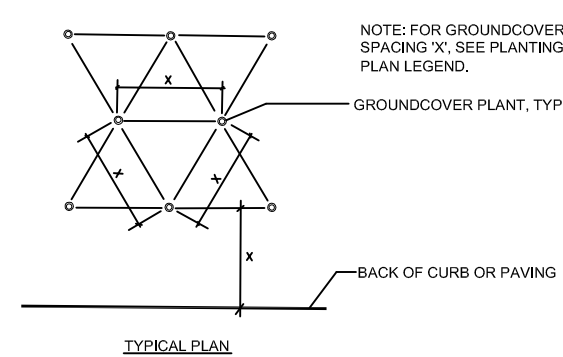 NOTE: FOR GROUNDCOVER
SPACING 'X', SEE PLANTING
PLAN LEGEND.
X
GROUNDCOVER PLANT, TYP
X
X
X
BACK OF CURB OR PAVING
TYPICAL PLAN